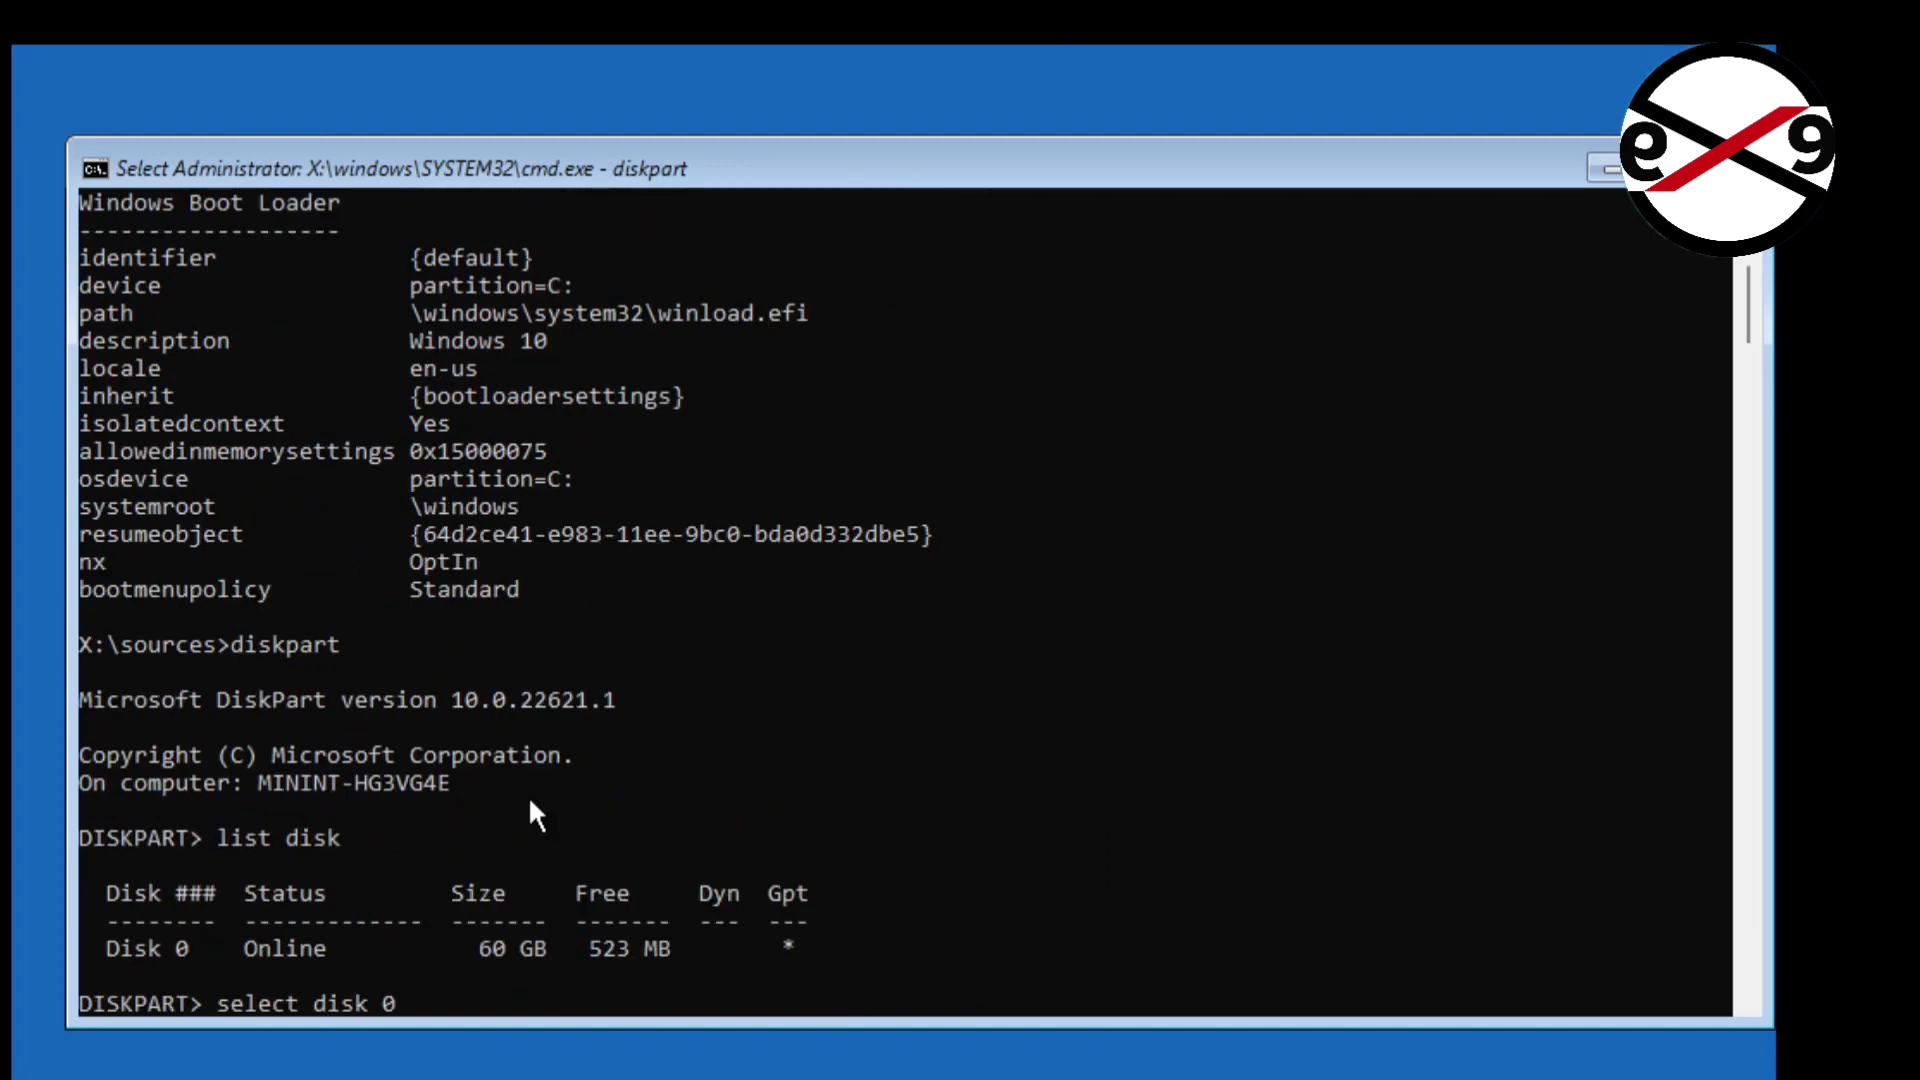 Select Administrator: X:\windows\SYSTEM32\cmd.exe - diskpart
e9
Windows Boot Loader
-------------------
identifier              {default}
device                  partition=C:
path                    \windows\system32\winload.efi
description             Windows 10
locale                  en-us
inherit                 {bootloadersettings}
isolatedcontext         Yes
allowedinmemorysettings 0x15000075
osdevice                partition=C:
systemroot              \windows
resumeobject            {64d2ce41-e983-11ee-9bc0-bda0d332dbe5}
nx                      OptIn
bootmenupolicy          Standard
X:\sources>diskpart
Microsoft DiskPart version 10.0.22621.1
Copyright (C) Microsoft Corporation.
On computer: MININT-HG3VG4E
DISKPART> list disk
  Disk ###  Status         Size     Free     Dyn  Gpt
  --------  -------------  -------  -------  ---  ---
  Disk 0    Online           60 GB   523 MB        *
DISKPART> select disk 0